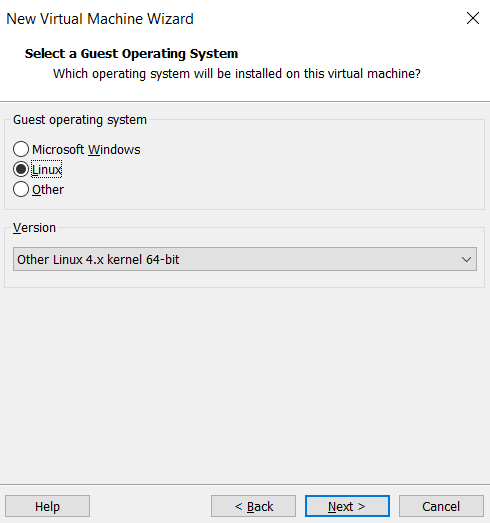 New Virtual Machine Wizard
Select a Guest Operating System
Which operating system will be installed on this virtual machine?
Guest operating system
Microsoft Windows
Linux
Other
Version
Other Linux 4.x kernel 64-bit
Help
< Back
Next >
Cancel